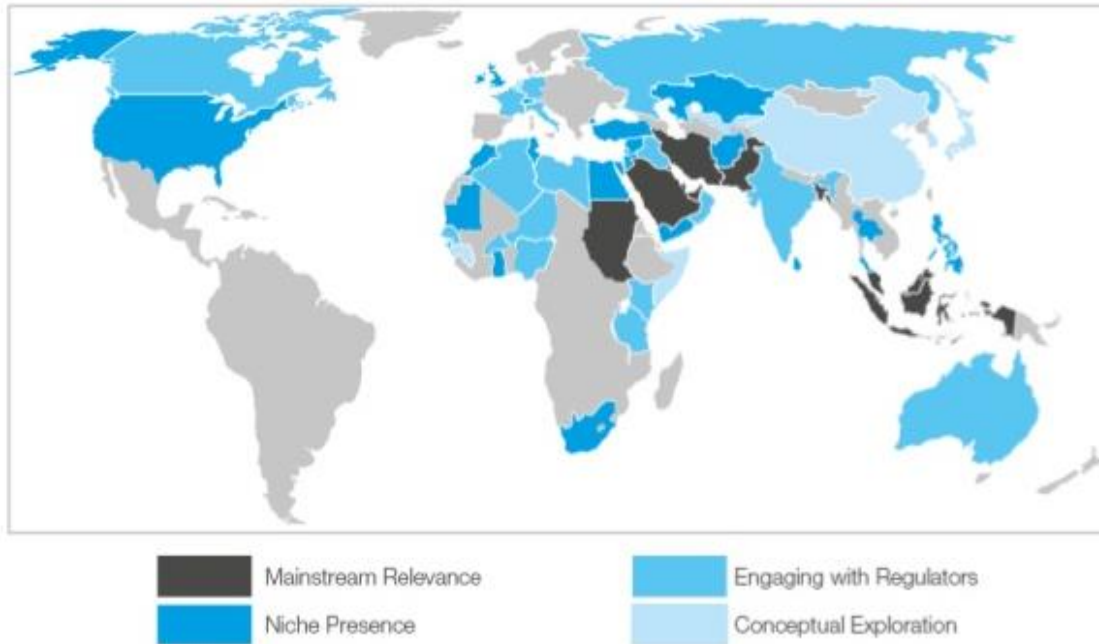 Mainstream Relevance
Engaging with Regulators
Niche Presence
Conceptual Exploration